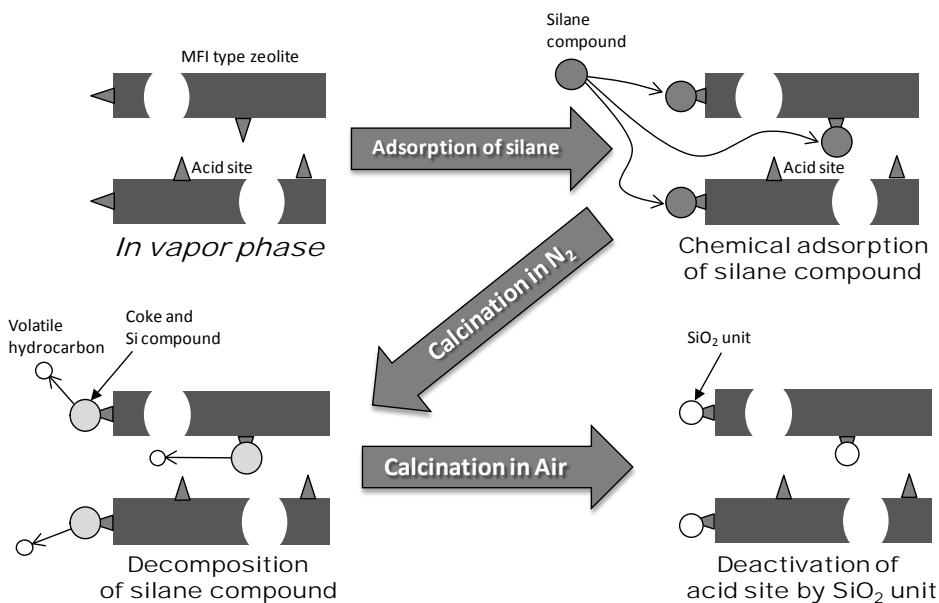 MFI type zeolite
Acid site
In vapor phase
Adsorption of silane
Silane
compound
Acid site
Chemical adsorption
of silane compound
Calcination in N₂
Volatile
hydrocarbon
Coke and
Si compound
Decomposition
of silane compound
Calcination in Air
SiO₂ unit
Deactivation of
acid site by SiO₂ unit